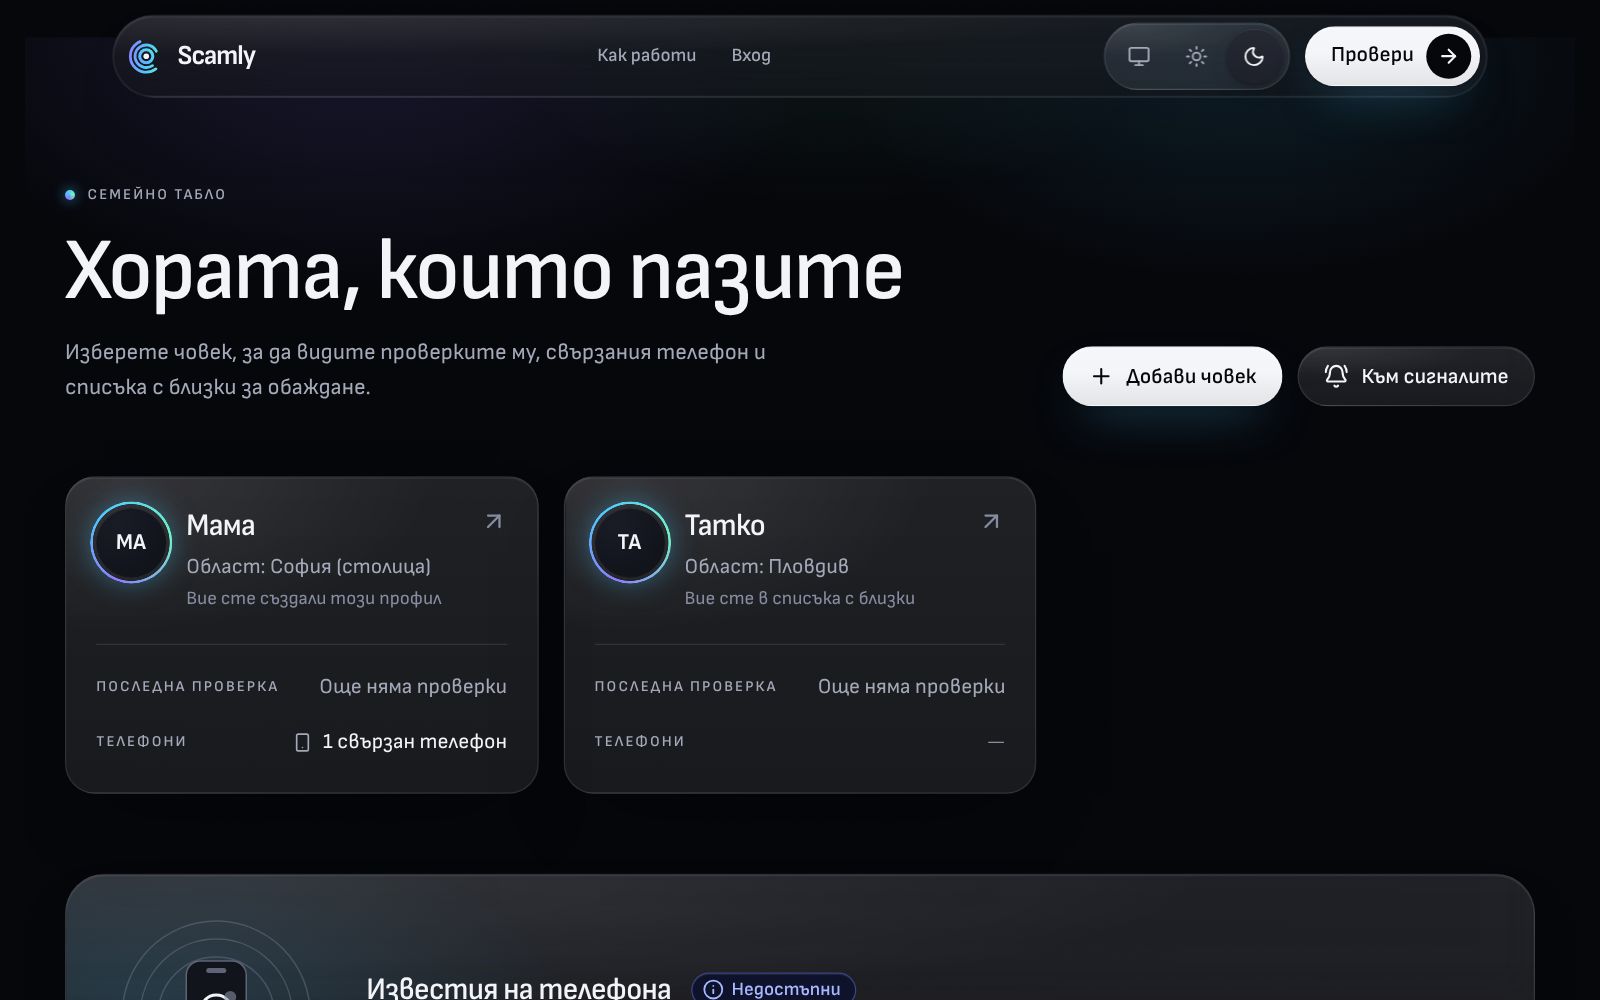 Scamly
Как работи
Вход
Провери
СЕМЕЙНО ТАБЛО
Хората, които пазите
Изберете човек, за да видите проверките му, свързания телефон и
списъка с близки за обаждане.
Добави човек
Към сигналите
МА
Мама
Област: София (столица)
Вие сте създали този профил
ПОСЛЕДНА ПРОВЕРКА
Още няма проверки
ТЕЛЕФОНИ
1 свързан телефон
ТА
Татко
Област: Пловдив
Вие сте в списъка с близки
ПОСЛЕДНА ПРОВЕРКА
Още няма проверки
ТЕЛЕФОНИ
—
Известия на телефона
Недостъпни